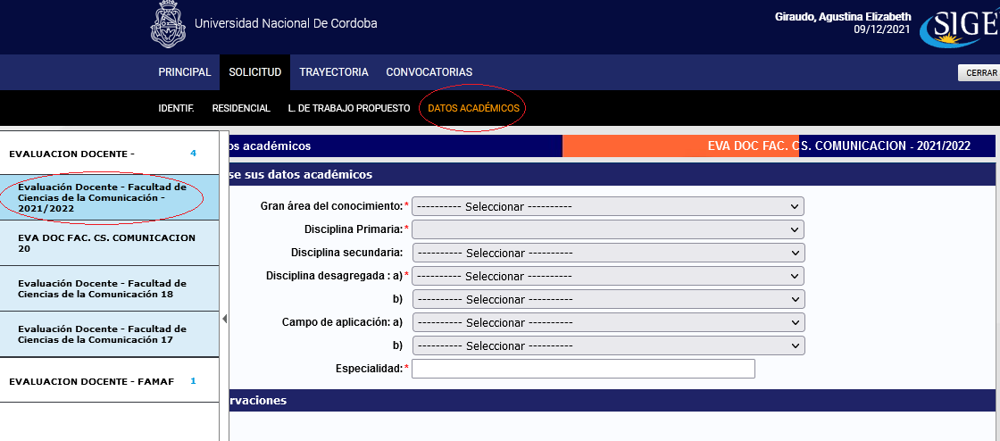 Universidad Nacional De Cordoba
Giraudo, Agustina Elizabeth
09/12/2021
SIGE
PRINCIPAL SOLICITUD TRAYECTORIA CONVOCATORIAS
CERRAR
IDENTIF. RESIDENCIAL L. DE TRABAJO PROPUESTO DATOS ACADÉMICOS
EVALUACION DOCENTE - 4
Evaluación Docente - Facultad de
Ciencias de la Comunicación -
2021/2022
EVA DOC FAC. CS. COMUNICACION
20
Evaluación Docente - Facultad de
Ciencias de la Comunicación 18
Evaluación Docente - Facultad de
Ciencias de la Comunicación 17
EVALUACION DOCENTE - FAMAF 1
os académicos EVA DOC FAC. CS. COMUNICACION - 2021/2022
se sus datos académicos
Gran área del conocimiento:* ---------- Seleccionar ----------
Disciplina Primaria:*
Disciplina secundaria: ---------- Seleccionar ----------
Disciplina desagregada : a)* ---------- Seleccionar ----------
b) ---------- Seleccionar ----------
Campo de aplicación: a) ---------- Seleccionar ----------
b) ---------- Seleccionar ----------
Especialidad:*
rvaciones